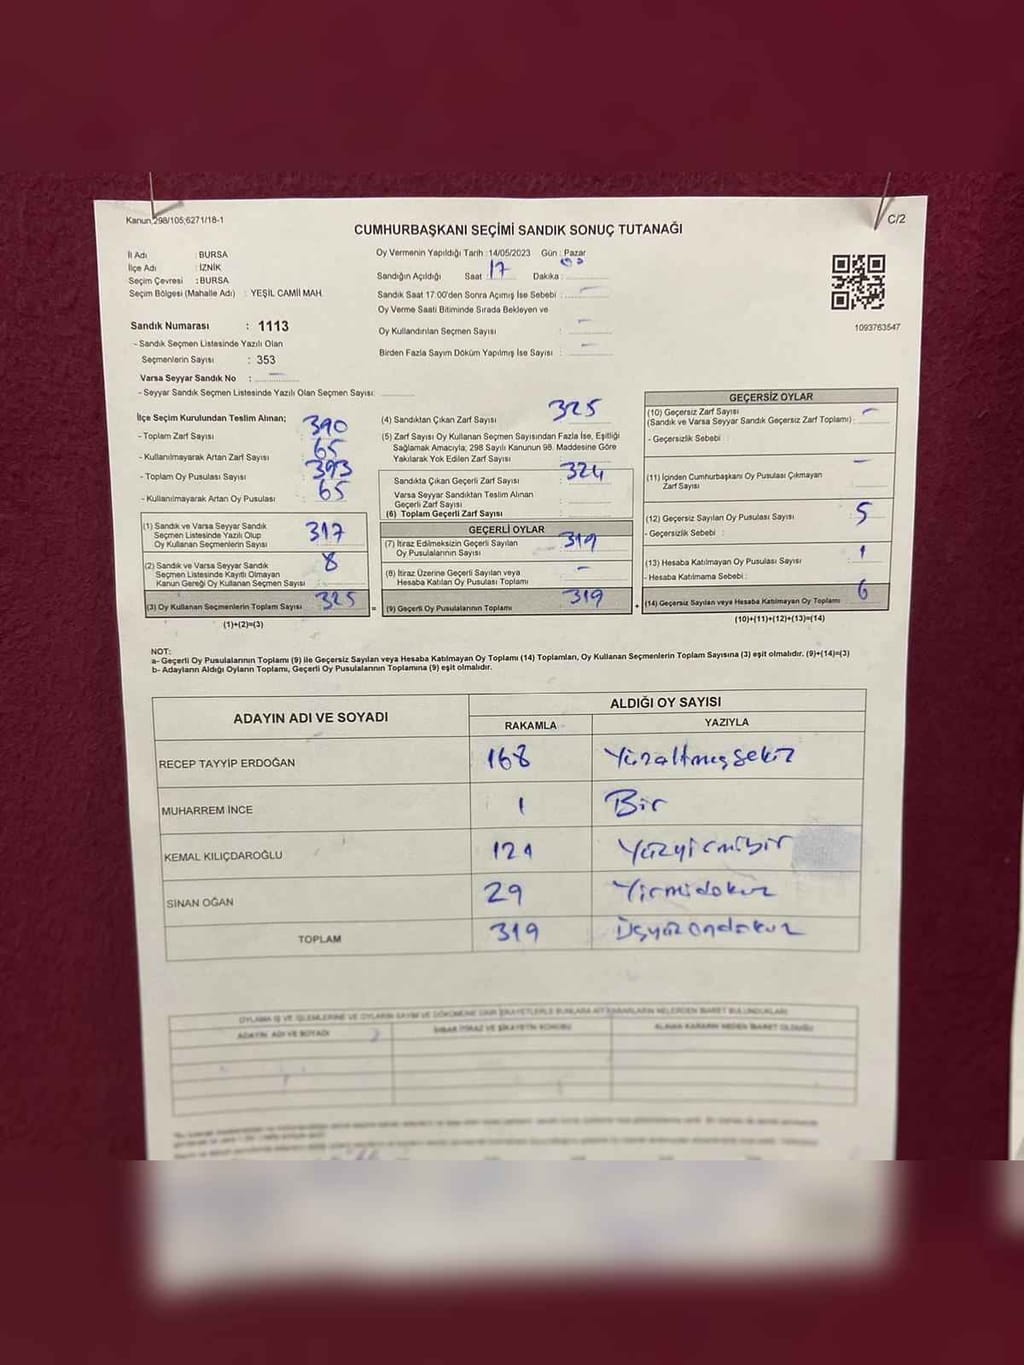 Kanun;298/105;6271/18-1
C/2
CUMHURBAŞKANI SEÇİMİ SANDIK SONUÇ TUTANAĞI
İl Adı : BURSA
İlçe Adı : İZNİK
Seçim Çevresi : BURSA
Seçim Bölgesi (Mahalle Adı) : YEŞİL CAMİİ MAH.
Sandık Numarası : 1113
- Sandık Seçmen Listesinde Yazılı Olan
Seçmenlerin Sayısı : 353
Varsa Seyyar Sandık No : —
- Seyyar Sandık Seçmen Listesinde Yazılı Olan Seçmen Sayısı:
Oy Vermenin Yapıldığı Tarih :14/05/2023 Gün : Pazar
Sandığın Açıldığı Saat : 17 Dakika : 00
Sandık Saat 17:00'den Sonra Açımış İse Sebebi : —
Oy Verme Saati Bitiminde Sırada Bekleyen ve
Oy Kullandırılan Seçmen Sayısı : —
Birden Fazla Sayım Döküm Yapılmış İse Sayısı : —
1093763547
İlçe Seçim Kurulundan Teslim Alınan;
- Toplam Zarf Sayısı : 390
- Kullanılmayarak Artan Zarf Sayısı : 65
- Toplam Oy Pusulası Sayısı : 393
- Kullanılmayarak Artan Oy Pusulası : 65
(1) Sandık ve Varsa Seyyar Sandık
Seçmen Listesinde Yazılı Olup
Oy Kullanan Seçmenlerin Sayısı : 317
(2) Sandık ve Varsa Seyyar Sandık
Seçmen Listesinde Kayıtlı Olmayan
Kanun Gereği Oy Kullanan Seçmen Sayısı : 8
(3) Oy Kullanan Seçmenlerin Toplam Sayısı : 325
(1)+(2)=(3)
(4) Sandıktan Çıkan Zarf Sayısı : 325
(5) Zarf Sayısı Oy Kullanan Seçmen Sayısından Fazla İse, Eşitliği
Sağlamak Amacıyla; 298 Sayılı Kanunun 98. Maddesine Göre
Yakılarak Yok Edilen Zarf Sayısı :
Sandıkta Çıkan Geçerli Zarf Sayısı : 324
Varsa Seyyar Sandıktan Teslim Alınan
Geçerli Zarf Sayısı :
(6) Toplam Geçerli Zarf Sayısı :
GEÇERLİ OYLAR
(7) İtiraz Edilmeksizin Geçerli Sayılan
Oy Pusulalarının Sayısı : 319
(8) İtiraz Üzerine Geçerli Sayılan veya
Hesaba Katılan Oy Pusulası Toplamı : —
(9) Geçerli Oy Pusulalarının Toplamı : 319
GEÇERSİZ OYLAR
(10) Geçersiz Zarf Sayısı
(Sandık ve Varsa Seyyar Sandık Geçersiz Zarf Toplamı) : —
- Geçersizlik Sebebi :
(11) İçinden Cumhurbaşkanı Oy Pusulası Çıkmayan
Zarf Sayısı : —
(12) Geçersiz Sayılan Oy Pusulası Sayısı : 5
- Geçersizlik Sebebi :
(13) Hesaba Katılmayan Oy Pusulası Sayısı : 1
- Hesaba Katılmama Sebebi :
(14) Geçersiz Sayılan veya Hesaba Katılmayan Oy Toplamı : 6
(10)+(11)+(12)+(13)=(14)
NOT:
a- Geçerli Oy Pusulalarının Toplamı (9) ile Geçersiz Sayılan veya Hesaba Katılmayan Oy Toplamı (14) Toplamları, Oy Kullanan Seçmenlerin Toplam Sayısına (3) eşit olmalıdır. (9)+(14)=(3)
b- Adayların Aldığı Oyların Toplamı, Geçerli Oy Pusulalarının Toplamına (9) eşit olmalıdır.
ADAYIN ADI VE SOYADI ALDIĞI OY SAYISI
RAKAMLA YAZIYLA
RECEP TAYYİP ERDOĞAN 168 Yüzaltmışsekiz
MUHARREM İNCE 1 Bir
KEMAL KILIÇDAROĞLU 121 Yüzyirmibir
SİNAN OĞAN 29 Yirmidokuz
TOPLAM 319 Üçyüzondokuz
ADAYIN ADI VE SOYADI